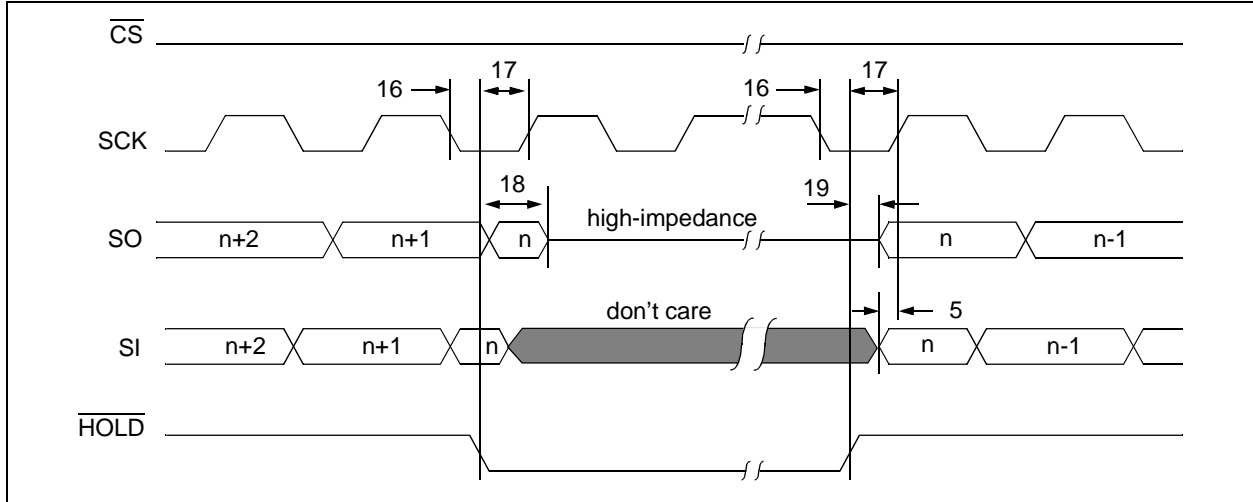 CS
17 17
16 16
SCK
18 19
high-impedance
SO n+2 n+1 n n n-1
don't care 5
SI n+2 n+1 n n n-1
HOLD